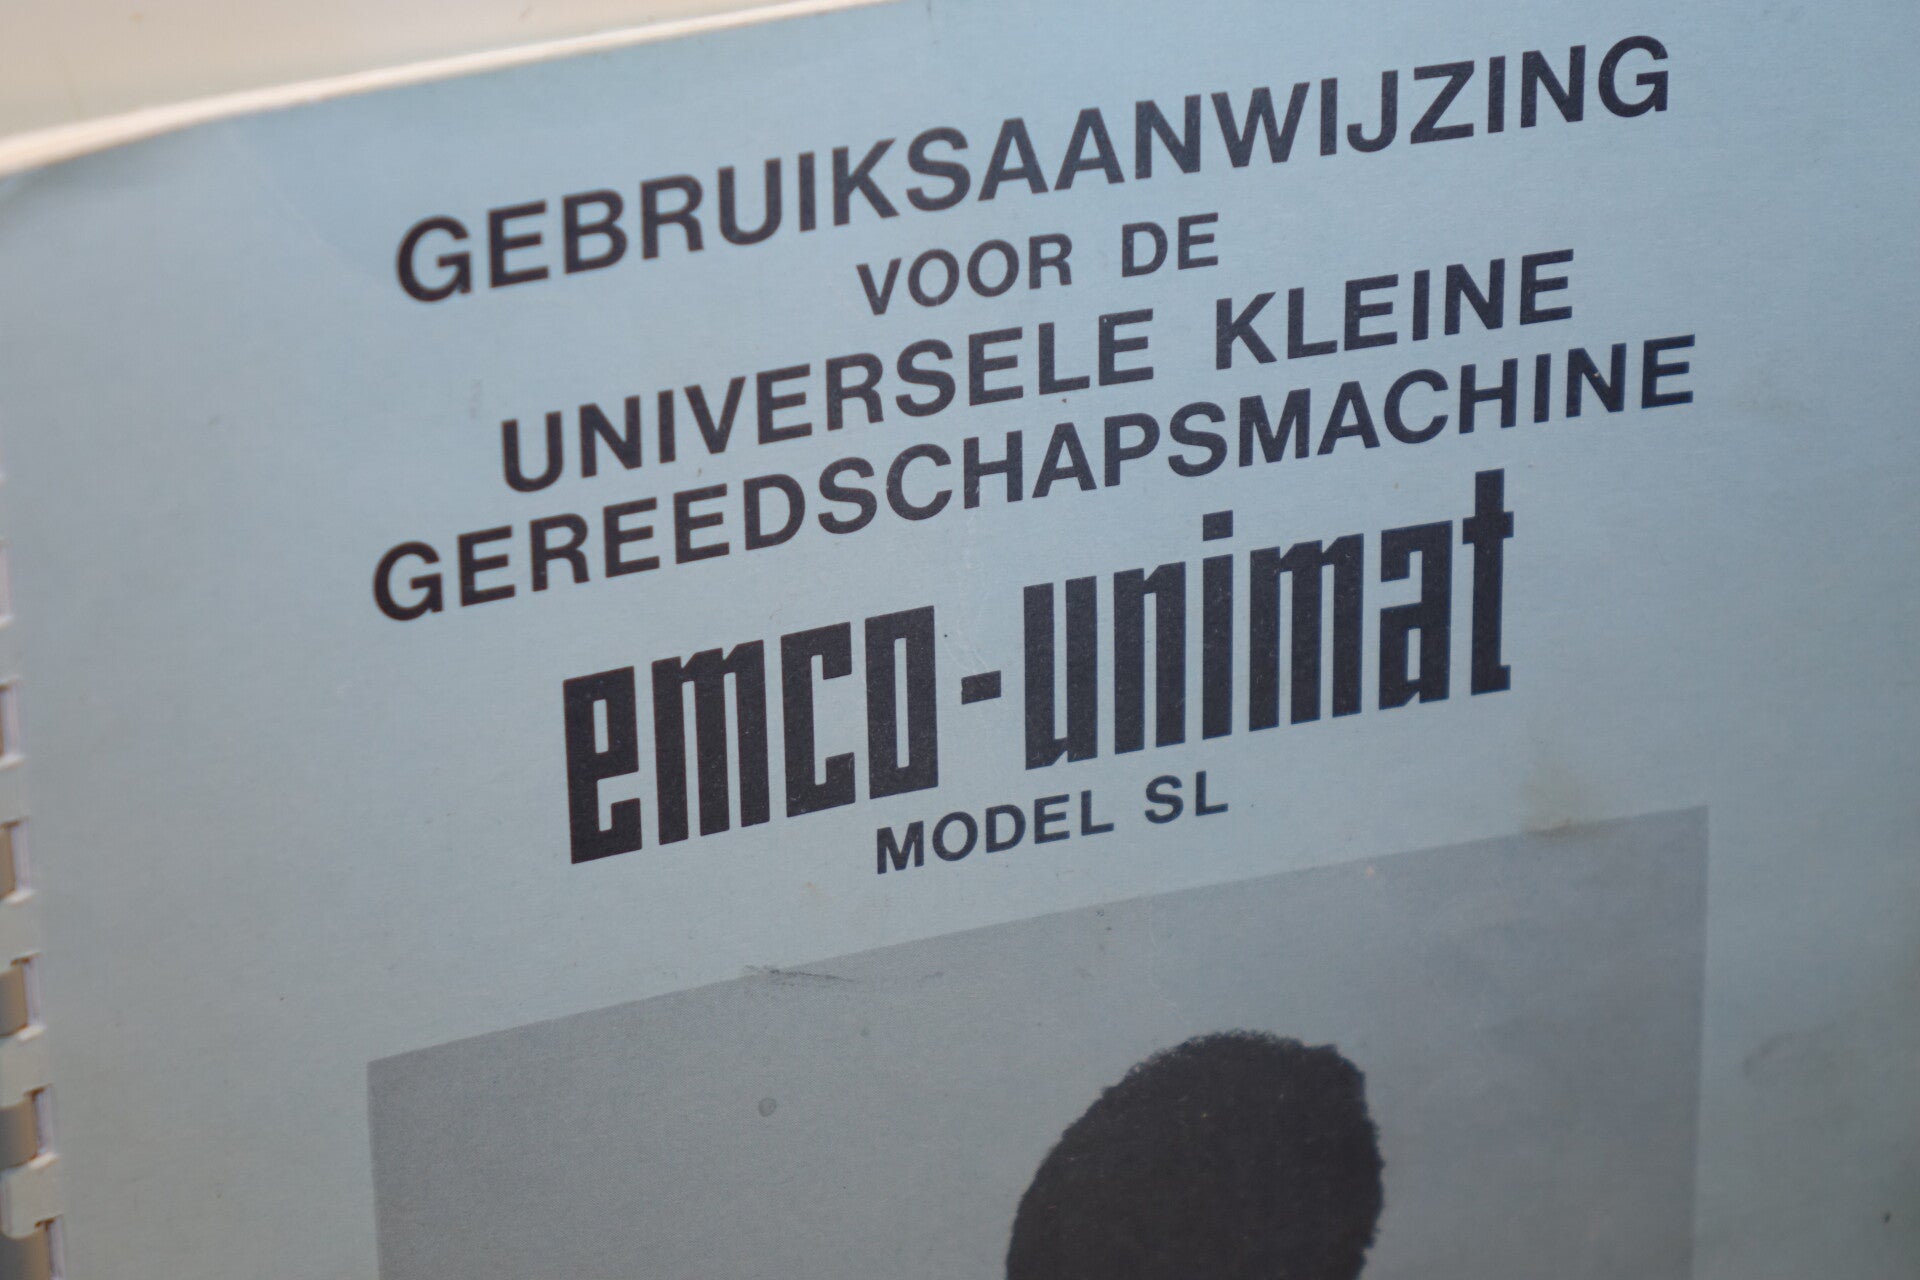 GEBRUIKSAANWIJZING
VOOR DE
UNIVERSELE KLEINE
GEREEDSCHAPSMACHINE
emco-unimat
MODEL SL